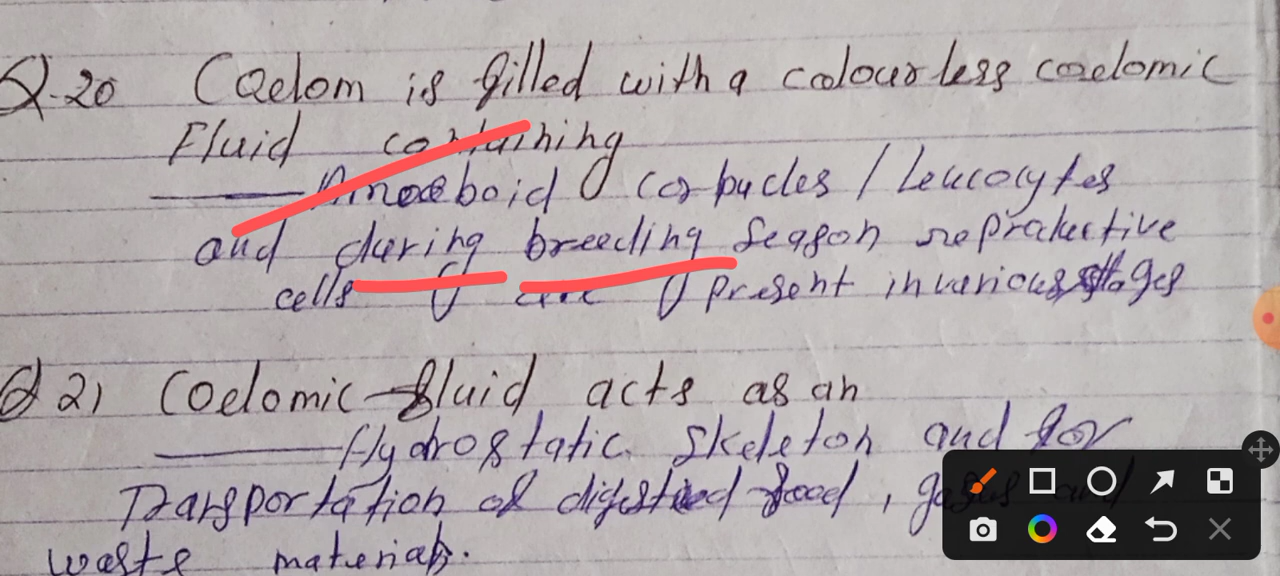 Q.20 Coelom is filled with a colourless coelomic
Fluid containing
Amoeboid Corpucles / Leucocytes
and during breeding Season reproductive
cells are present in various stages
Q 21 Coelomic fluid acts as an
Hydrostatic Skeleton and for
Transportation of digested food, gases and
waste materials.